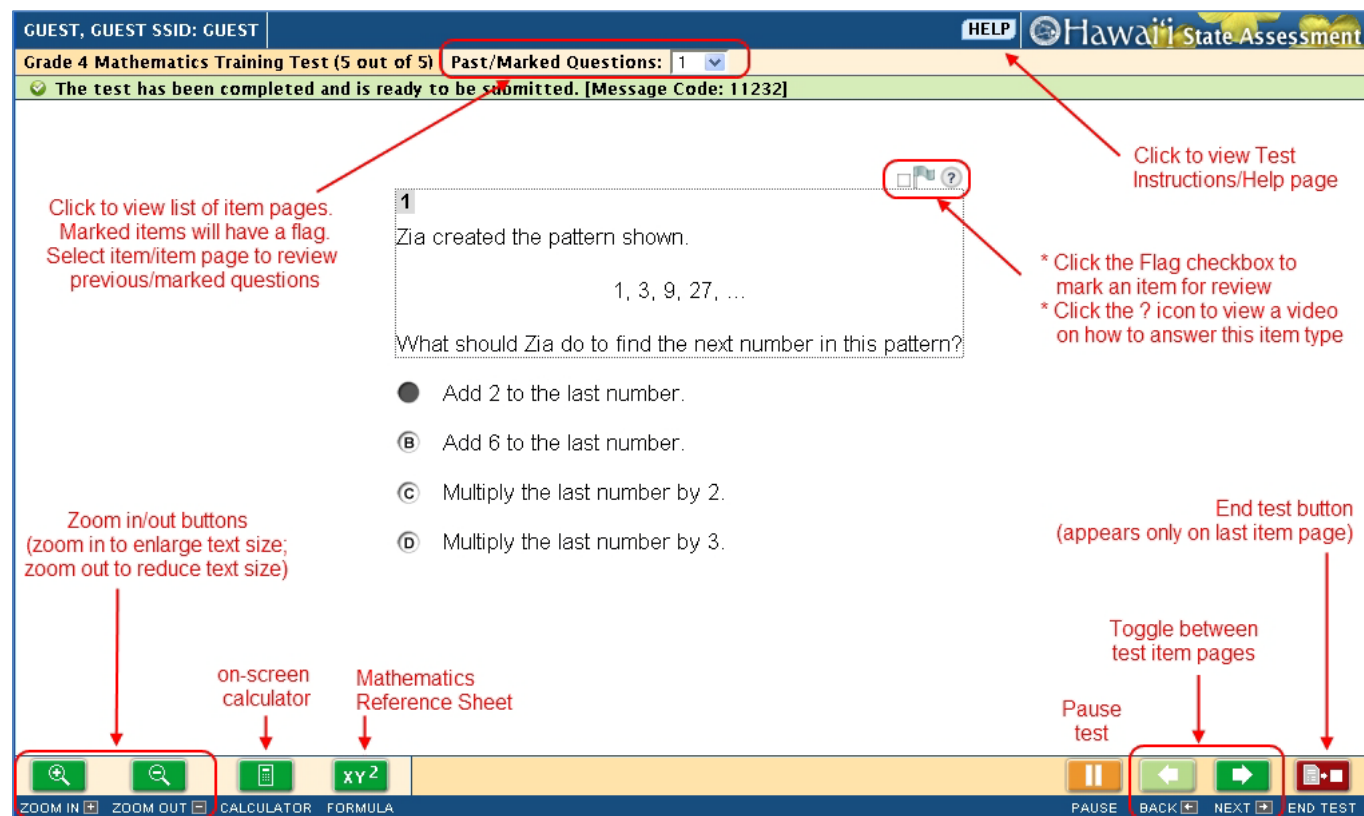 GUEST, GUEST SSID: GUEST
HELP
Hawai'i State Assessment
Grade 4 Mathematics Training Test (5 out of 5)
Past/Marked Questions: 1
The test has been completed and is ready to be submitted. [Message Code: 11232]
Click to view Test
Instructions/Help page
Click to view list of item pages.
Marked items will have a flag.
Select item/item page to review
previous/marked questions
?
1
Zia created the pattern shown.
1, 3, 9, 27, ...
What should Zia do to find the next number in this pattern?
* Click the Flag checkbox to
mark an item for review
* Click the ? icon to view a video
on how to answer this item type
Add 2 to the last number.
B Add 6 to the last number.
C Multiply the last number by 2.
D Multiply the last number by 3.
Zoom in/out buttons
(zoom in to enlarge text size;
zoom out to reduce text size)
End test button
(appears only on last item page)
on-screen
calculator
Mathematics
Reference Sheet
Toggle between
test item pages
Pause
test
XY2
ZOOM IN +
ZOOM OUT -
CALCULATOR
FORMULA
PAUSE
BACK
NEXT
END TEST